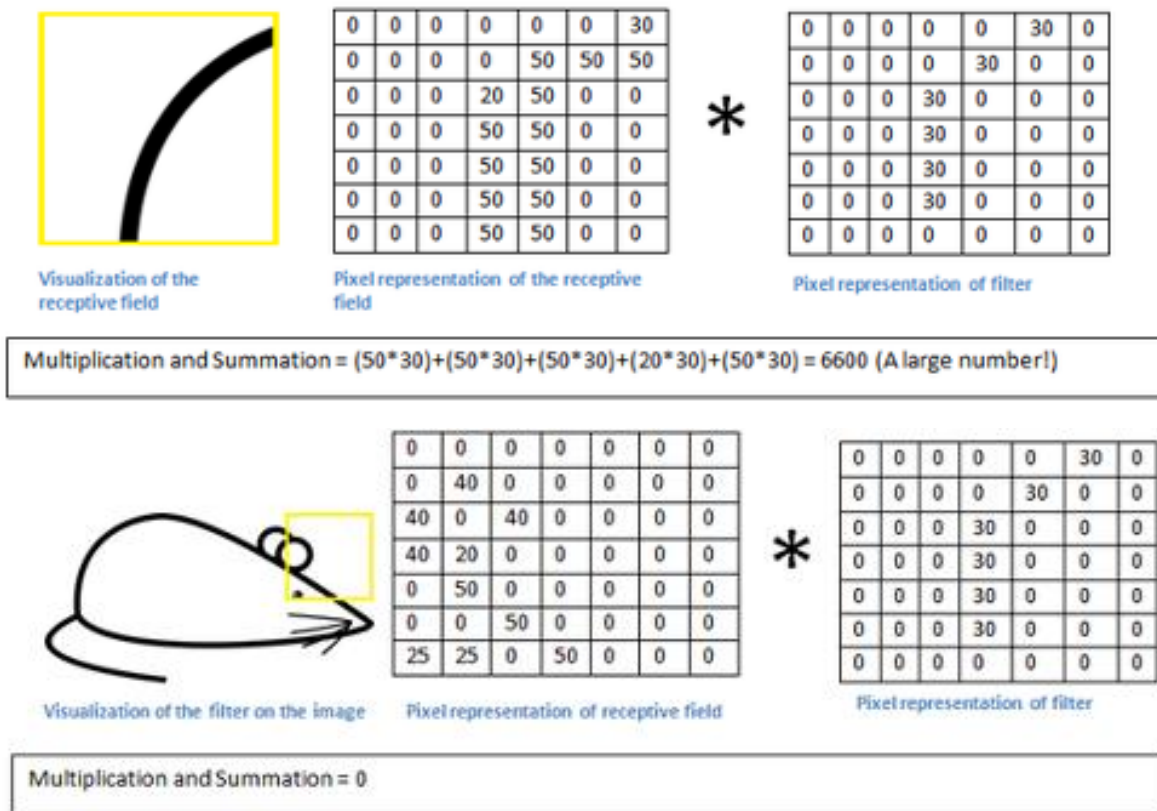 0 0 0 0 0 0 30
0 0 0 0 50 50 50
0 0 0 20 50 0 0
0 0 0 50 50 0 0
0 0 0 50 50 0 0
0 0 0 50 50 0 0
0 0 0 50 50 0 0
*
0 0 0 0 0 30 0
0 0 0 0 30 0 0
0 0 0 30 0 0 0
0 0 0 30 0 0 0
0 0 0 30 0 0 0
0 0 0 30 0 0 0
0 0 0 0 0 0 0
Visualization of the
receptive field
Pixel representation of the receptive
field
Pixel representation of filter
Multiplication and Summation = (50*30)+(50*30)+(50*30)+(20*30)+(50*30) = 6600 (A large number!)
0 0 0 0 0 0 0
0 40 0 0 0 0 0
40 0 40 0 0 0 0
40 20 0 0 0 0 0
0 50 0 0 0 0 0
0 0 50 0 0 0 0
25 25 0 50 0 0 0
*
0 0 0 0 0 30 0
0 0 0 0 30 0 0
0 0 0 30 0 0 0
0 0 0 30 0 0 0
0 0 0 30 0 0 0
0 0 0 30 0 0 0
0 0 0 0 0 0 0
Visualization of the filter on the image
Pixel representation of receptive field
Pixel representation of filter
Multiplication and Summation = 0